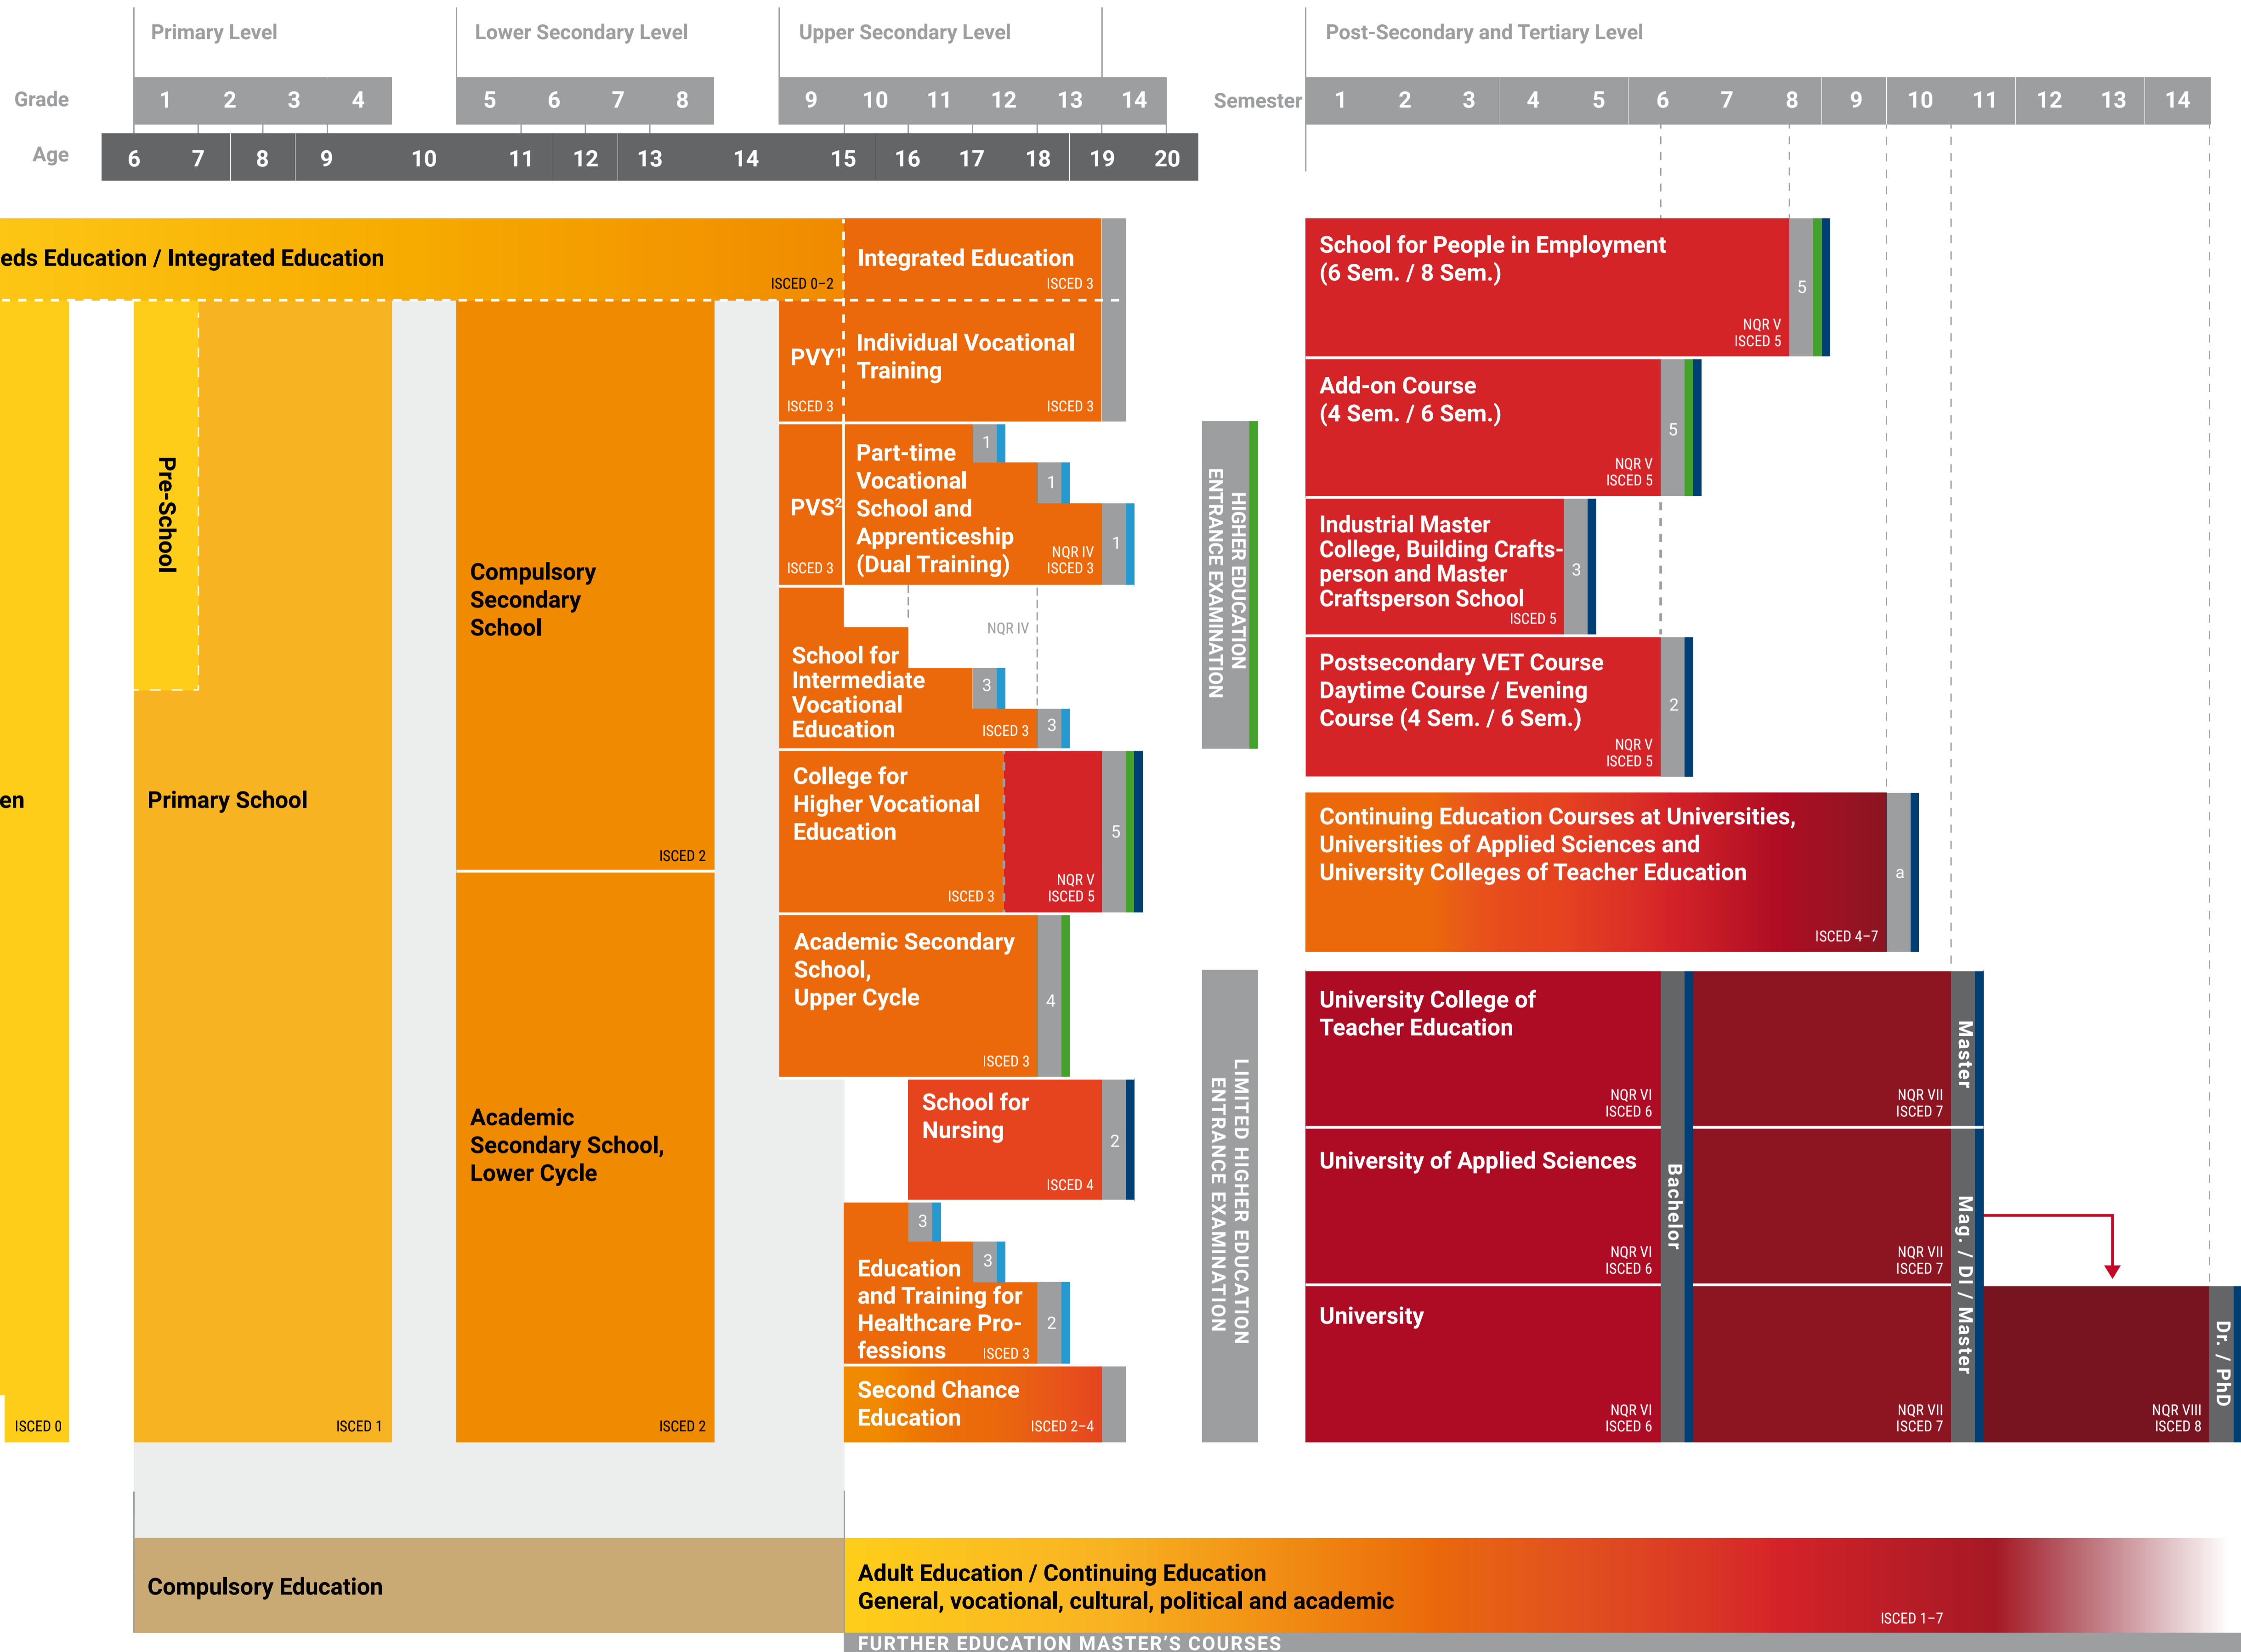 Primary Level
Lower Secondary Level
Upper Secondary Level
Post-Secondary and Tertiary Level
Grade
1 2 3 4
5 6 7 8
9 10 11 12 13 14
Semester
1 2 3 4 5 6 7 8 9 10 11 12 13 14
Age
6 7 8 9 10 11 12 13 14 15 16 17 18 19 20
eds Education / Integrated Education
ISCED 0–2
Integrated Education
ISCED 3
PVY¹
ISCED 3
Individual Vocational
Training
ISCED 3
PVS²
ISCED 3
Part-time
Vocational
School and
Apprenticeship
(Dual Training)
NQR IV
ISCED 3
1
1
1
NQR IV
School for
Intermediate
Vocational
Education
ISCED 3
3
3
College for
Higher Vocational
Education
ISCED 3
NQR V
ISCED 5
5
Academic Secondary
School,
Upper Cycle
ISCED 3
4
School for
Nursing
ISCED 4
2
3
3
Education
and Training for
Healthcare Pro-
fessions
ISCED 3
2
Second Chance
Education
ISCED 2–4
en
ISCED 0
Pre-School
Primary School
ISCED 1
Compulsory
Secondary
School
ISCED 2
Academic
Secondary School,
Lower Cycle
ISCED 2
HIGHER EDUCATION
ENTRANCE EXAMINATION
LIMITED HIGHER EDUCATION
ENTRANCE EXAMINATION
School for People in Employment
(6 Sem. / 8 Sem.)
NQR V
ISCED 5
5
Add-on Course
(4 Sem. / 6 Sem.)
NQR V
ISCED 5
5
Industrial Master
College, Building Crafts-
person and Master
Craftsperson School
ISCED 5
3
Postsecondary VET Course
Daytime Course / Evening
Course (4 Sem. / 6 Sem.)
NQR V
ISCED 5
2
Continuing Education Courses at Universities,
Universities of Applied Sciences and
University Colleges of Teacher Education
ISCED 4–7
a
University College of
Teacher Education
NQR VI
ISCED 6
NQR VII
ISCED 7
Master
University of Applied Sciences
NQR VI
ISCED 6
Bachelor
NQR VII
ISCED 7
Mag. / DI / Master
University
NQR VI
ISCED 6
NQR VII
ISCED 7
NQR VIII
ISCED 8
Dr. / PhD
Compulsory Education
Adult Education / Continuing Education
General, vocational, cultural, political and academic
ISCED 1–7
FURTHER EDUCATION MASTER'S COURSES